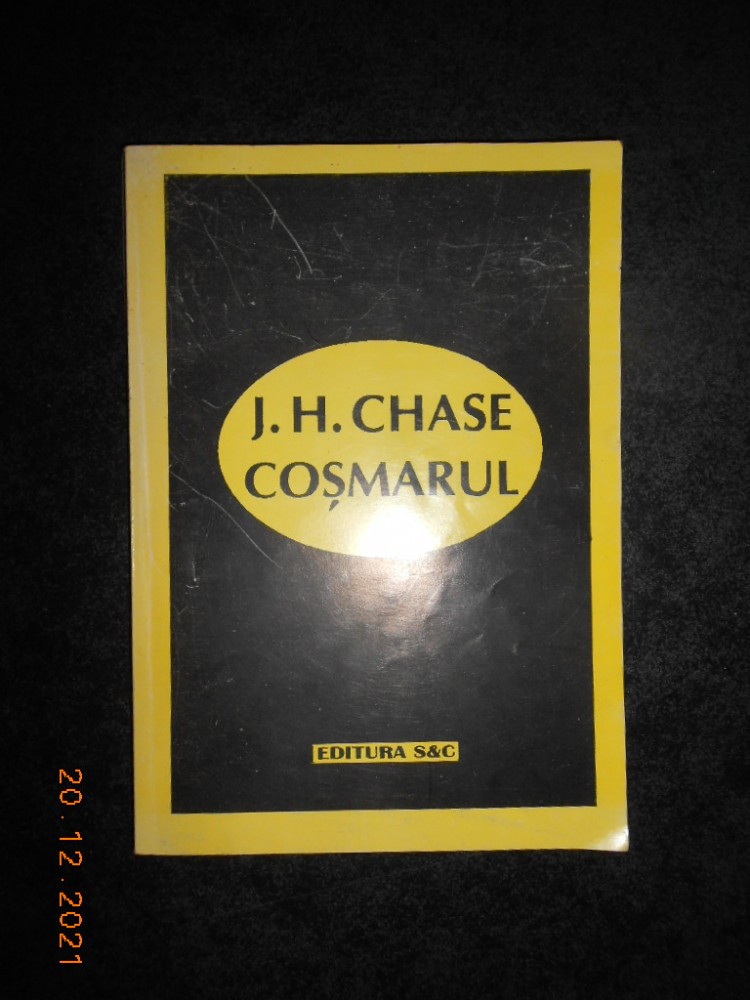 J. H. CHASE
COȘMARUL
EDITURA S&C
20.12.2021